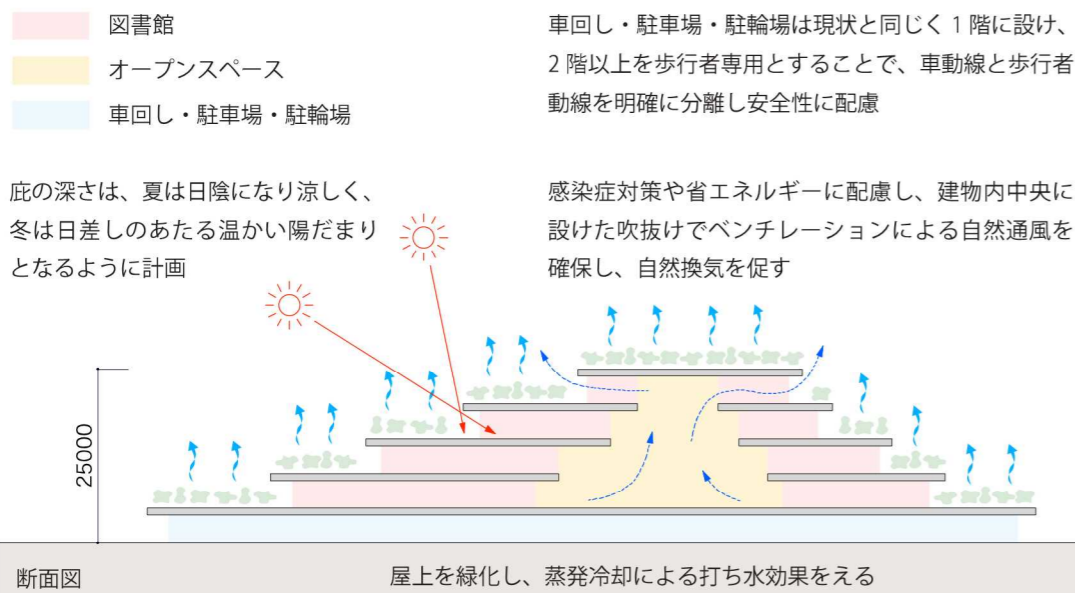 図書館
オープンスペース
車回し・駐車場・駐輪場
車回し・駐車場・駐輪場は現状と同じく 1 階に設け、
2 階以上を歩行者専用とすることで、車動線と歩行者
動線を明確に分離し安全性に配慮
庇の深さは、夏は日陰になり涼しく、
冬は日差しのあたる温かい陽だまり
となるように計画
感染症対策や省エネルギーに配慮し、建物内中央に
設けた吹抜けでベンチレーションによる自然通風を
確保し、自然換気を促す
25000
断面図
屋上を緑化し、蒸発冷却による打ち水効果をえる